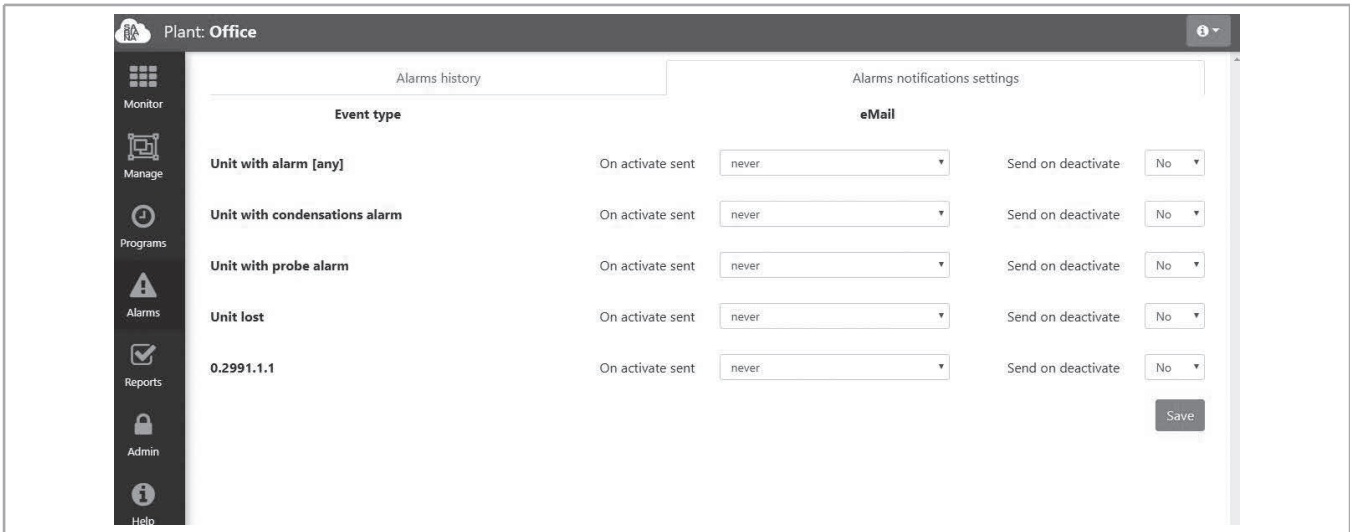 SABIANA Plant: Office
Alarms history Alarms notifications settings
Event type eMail
Monitor
Manage
Programs
Alarms
Reports
Admin
Help
Unit with alarm [any] On activate sent never Send on deactivate No
Unit with condensations alarm On activate sent never Send on deactivate No
Unit with probe alarm On activate sent never Send on deactivate No
Unit lost On activate sent never Send on deactivate No
0.2991.1.1 On activate sent never Send on deactivate No
Save